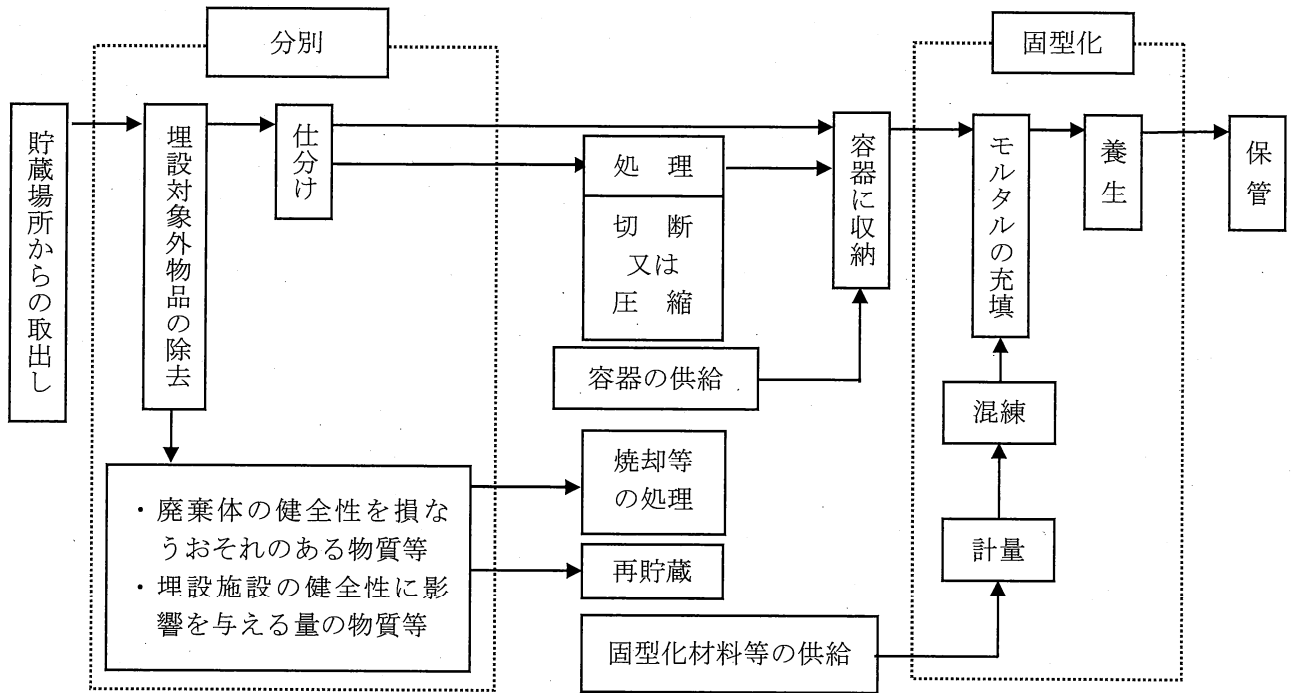 分別
固型化
貯蔵場所からの取出し
埋設対象外物品の除去
仕分け
処 理
切 断
又は
圧 縮
容器に収納
モルタルの充填
養生
保管
容器の供給
混練
・廃棄体の健全性を損な
うおそれのある物質等
・埋設施設の健全性に影
響を与える量の物質等
焼却等
の処理
再貯蔵
計量
固型化材料等の供給